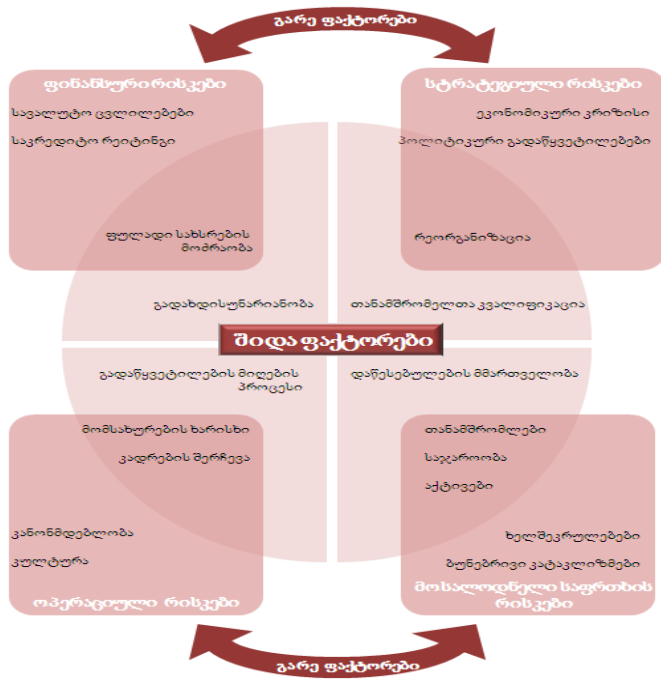 გარე ფაქტორები
ფინანსური რისკები
სავალუტო ცვლილებები
საკრედიტო რეიტინგი
ფულადი სახსრების
მოძრაობა
გადახდისუნარიანობა
სტრატეგიული რისკები
ეკონომიკური კრიზისი
პოლიტიკური გადაწყვეტილებები
რეორგანიზაცია
თანამშრომელთა კვალიფიკაცია
შიდა ფაქტორები
გადაწყვეტილების მიღების
პროცესი
მომსახურების ხარისხი
კადრების შერჩევა
კანონმდებლობა
კულტურა
ოპერაციული რისკები
დაწესებულების მმართველობა
თანამშრომლები
საჯაროობა
აქტივები
ხელშეკრულებები
ბუნებრივი კატაკლიზმები
მოსალოდნელი საფრთხის
რისკები
გარე ფაქტორები